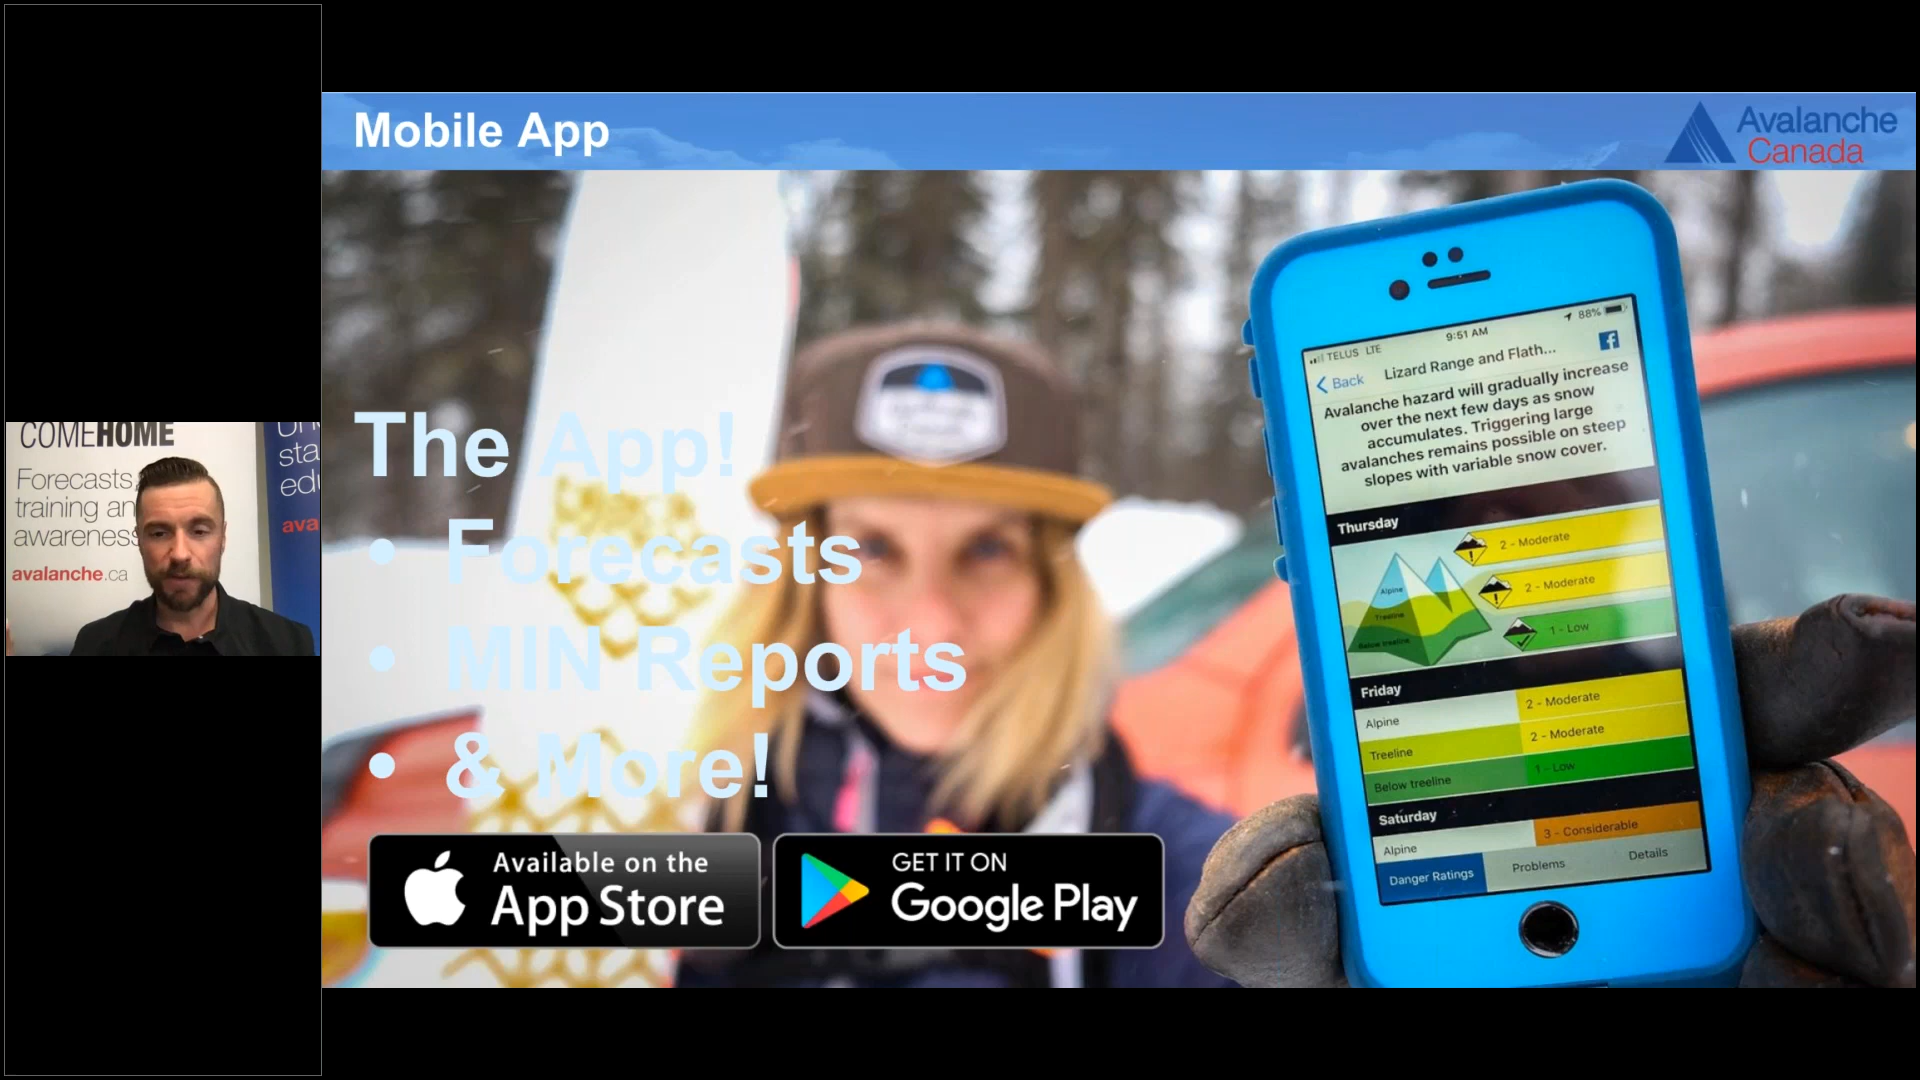 COMEHOME
Forecasts,
training an
awareness
avalanche.ca
sta
edu
ava
Mobile App
Avalanche
Canada
The App!
• Forecasts
• MIN Reports
• & More!
Available on the
App Store
GET IT ON
Google Play
TELUS LTE
9:51 AM
88%
Back
Lizard Range and Flath...
Avalanche hazard will gradually increase
over the next few days as snow
accumulates. Triggering large
avalanches remains possible on steep
slopes with variable snow cover.
Thursday
2 - Moderate
Alpine
2 - Moderate
Treeline
1 - Low
Below treeline
Friday
Alpine
2 - Moderate
Treeline
2 - Moderate
Below treeline
1 - Low
Saturday
Alpine
3 - Considerable
Danger Ratings
Problems
Details